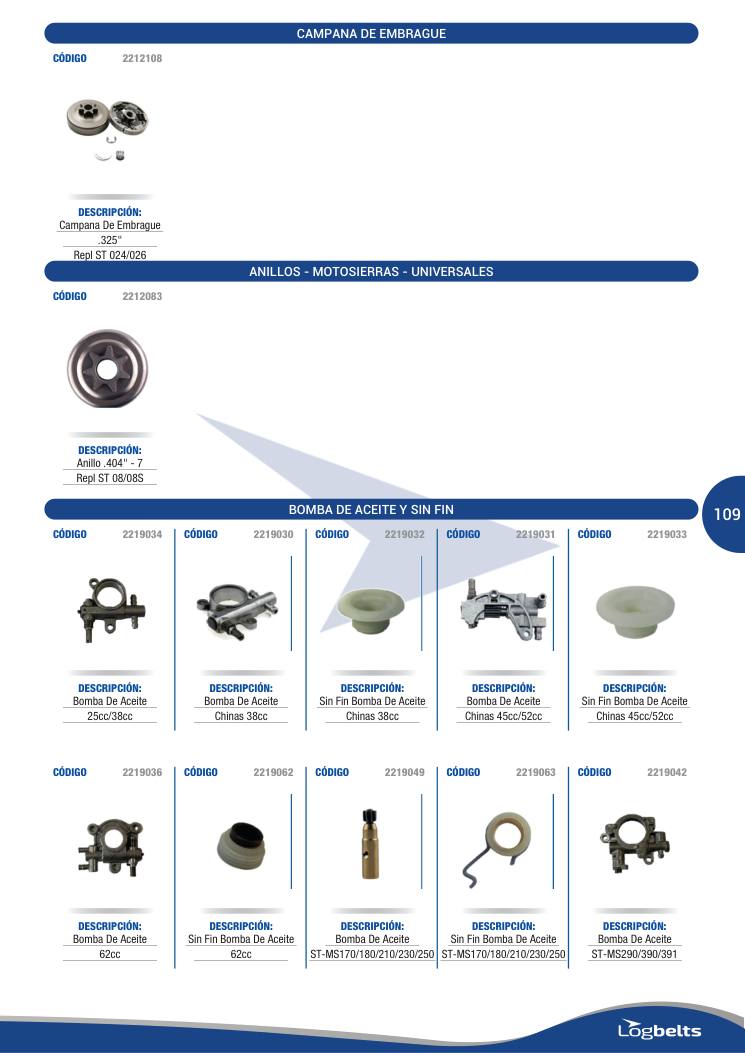 CAMPANA DE EMBRAGUE
CÓDIGO 2212108
DESCRIPCIÓN:
Campana De Embrague
.325"
Repl ST 024/026
ANILLOS - MOTOSIERRAS - UNIVERSALES
CÓDIGO 2212083
DESCRIPCIÓN:
Anillo .404" - 7
Repl ST 08/08S
BOMBA DE ACEITE Y SIN FIN
109
CÓDIGO 2219034
DESCRIPCIÓN:
Bomba De Aceite
25cc/38cc
CÓDIGO 2219030
DESCRIPCIÓN:
Bomba De Aceite
Chinas 38cc
CÓDIGO 2219032
DESCRIPCIÓN:
Sin Fin Bomba De Aceite
Chinas 38cc
CÓDIGO 2219031
DESCRIPCIÓN:
Bomba De Aceite
Chinas 45cc/52cc
CÓDIGO 2219033
DESCRIPCIÓN:
Sin Fin Bomba De Aceite
Chinas 45cc/52cc
CÓDIGO 2219036
DESCRIPCIÓN:
Bomba De Aceite
62cc
CÓDIGO 2219062
DESCRIPCIÓN:
Sin Fin Bomba De Aceite
62cc
CÓDIGO 2219049
DESCRIPCIÓN:
Bomba De Aceite
ST-MS170/180/210/230/250
CÓDIGO 2219063
DESCRIPCIÓN:
Sin Fin Bomba De Aceite
ST-MS170/180/210/230/250
CÓDIGO 2219042
DESCRIPCIÓN:
Bomba De Aceite
ST-MS290/390/391
Logbelts